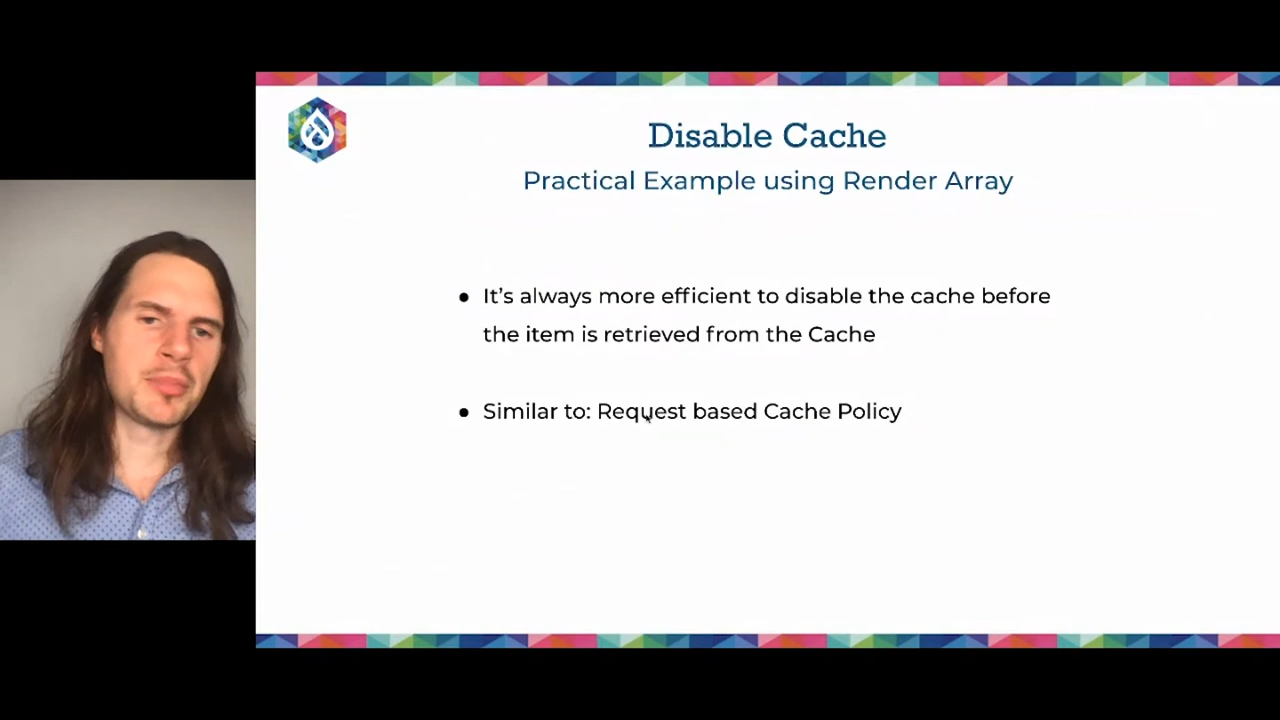 Disable Cache
Practical Example using Render Array
It's always more efficient to disable the cache before
the item is retrieved from the Cache
Similar to: Request based Cache Policy